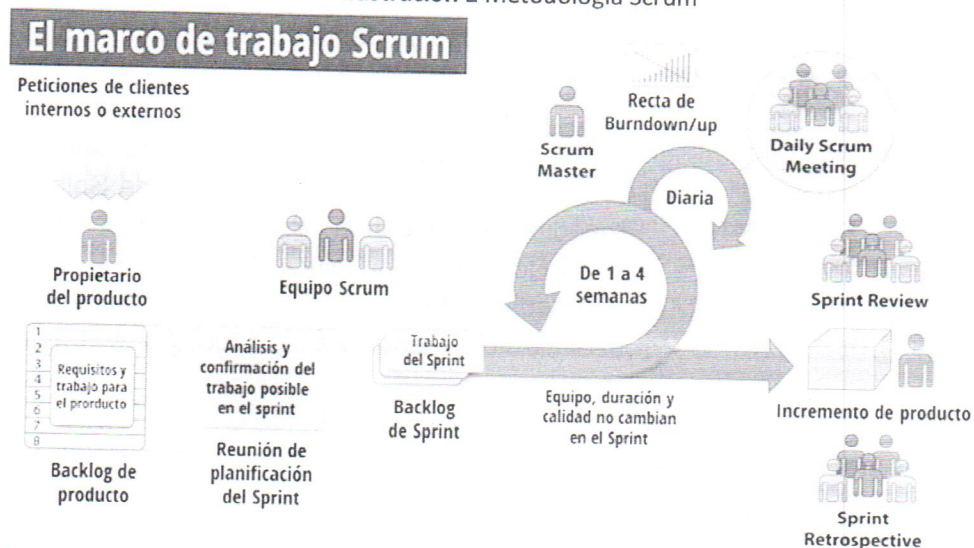 Ilustración 2 Metodología Scrum
El marco de trabajo Scrum
Peticiones de clientes
internos o externos
Propietario
del producto
1
2
3
4
5
6
7
8
Requisitos y
trabajo para
el prorducto
Backlog de
producto
Equipo Scrum
Análisis y
confirmación del
trabajo posible
en el sprint
Reunión de
planificación
del Sprint
Trabajo
del Sprint
Backlog
de Sprint
Scrum
Master
Recta de
Burndown/up
Daily Scrum
Meeting
Diaria
De 1 a 4
semanas
Equipo, duración y
calidad no cambian
en el Sprint
Sprint Review
Incremento de producto
Sprint
Retrospective